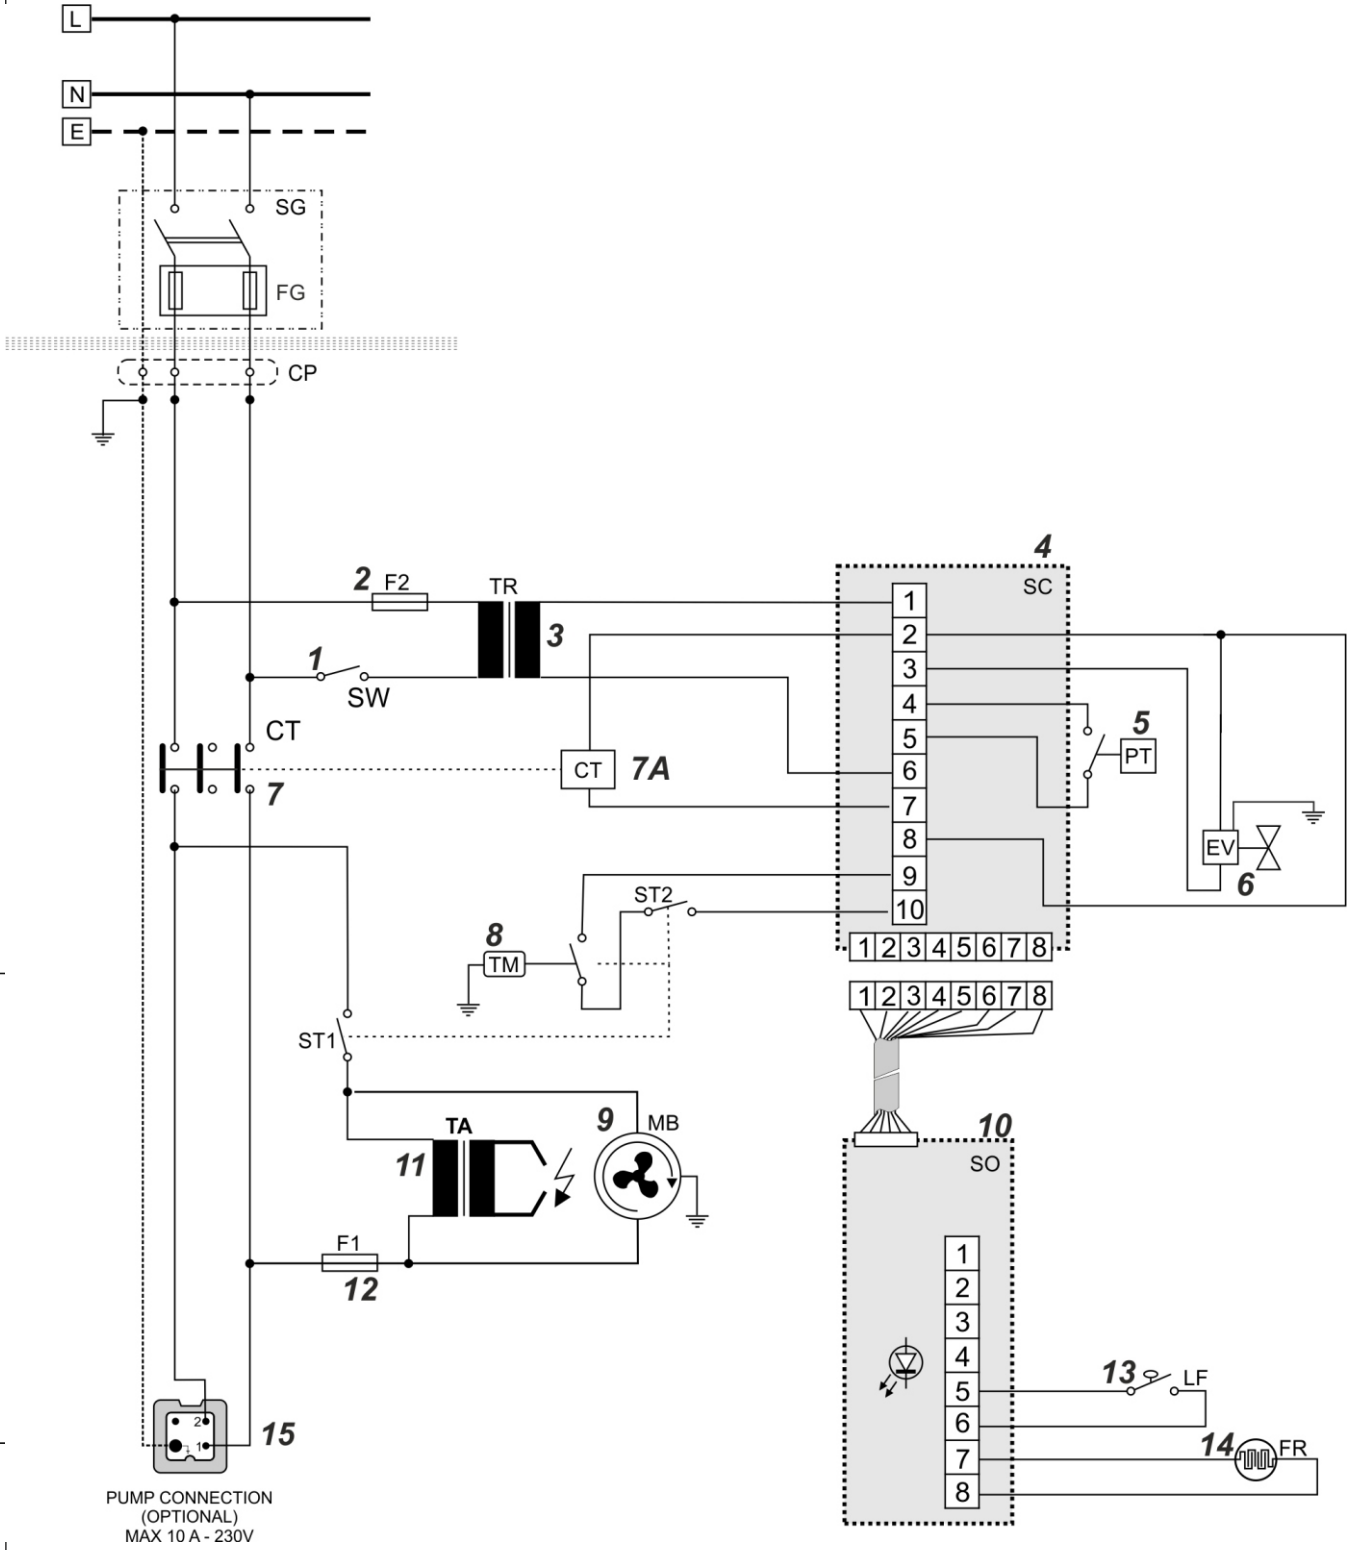 L
N
E
SG
FG
CP
4
2 F2 TR
SC
1
2
3
4
5
6
7
8
9
10
3
1
SW
CT
7
CT 7A
5
PT
EV
6
ST2
8
TM
1 2 3 4 5 6 7 8
1 2 3 4 5 6 7 8
ST1
9 MB
TA
11
10
SO
F1
12
1
2
3
4
5
6
7
8
13 LF
14 FR
2
1
15
PUMP CONNECTION
(OPTIONAL)
MAX 10 A - 230V